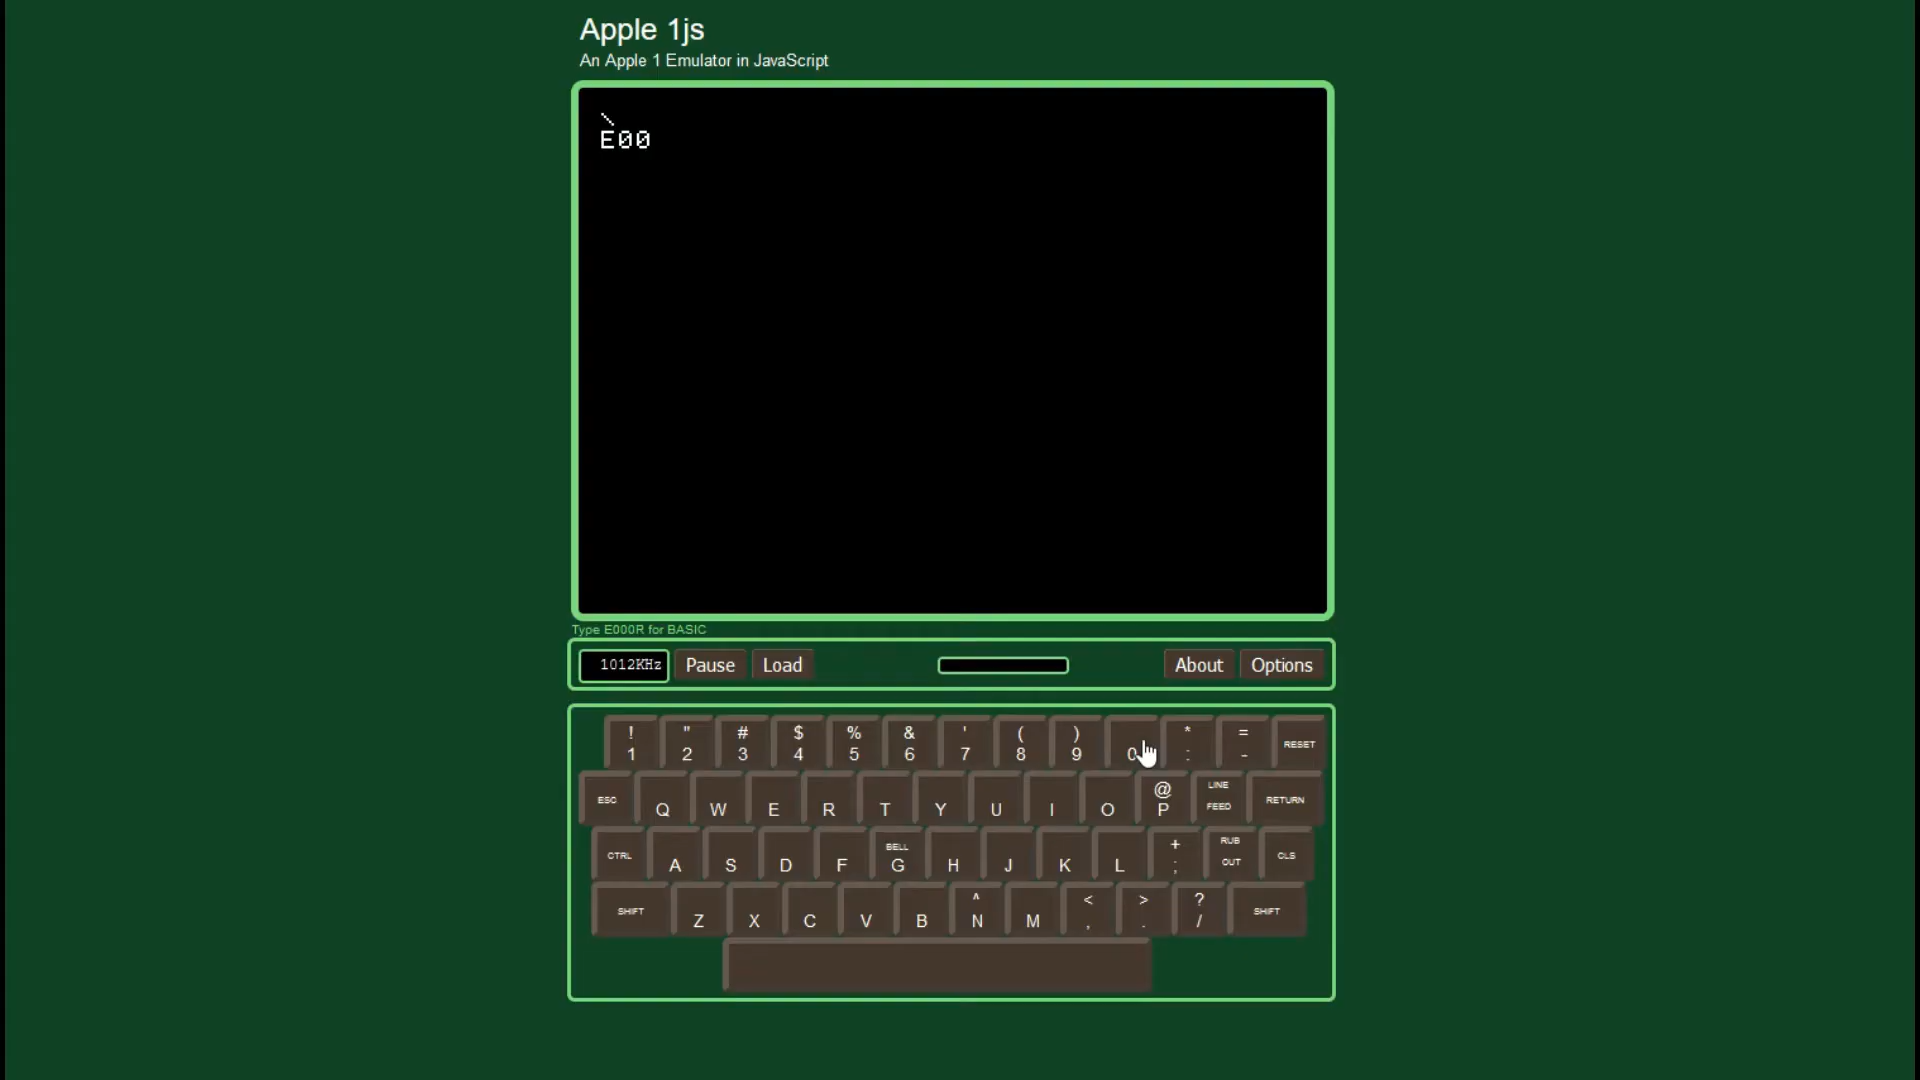 Apple 1js
An Apple 1 Emulator in JavaScript
\
E00
Type E000R for BASIC
1012KHz Pause Load About Options
! " # $ % & ' ( ) * =
1 2 3 4 5 6 7 8 9 0 : - RESET
ESC Q W E R T Y U I O @ P LINE FEED RETURN
CTRL A S D F BELL G H J K L + ; RUB OUT CLS
SHIFT Z X C V B ^ N M < , > . ? / SHIFT